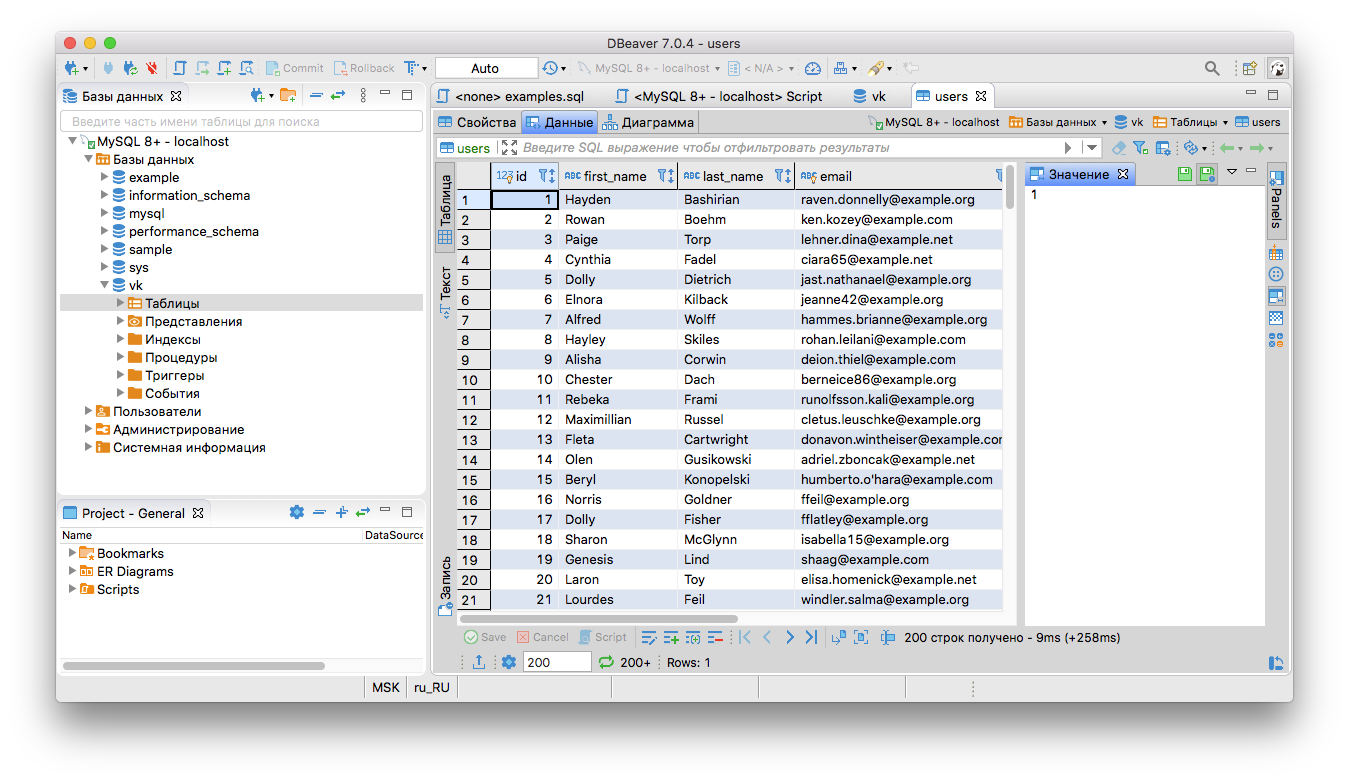 DBeaver 7.0.4 - users
Commit Rollback Auto MySQL 8+ - localhost < N/A >
Базы данных
Введите часть имени таблицы для поиска
MySQL 8+ - localhost
Базы данных
example
information_schema
mysql
performance_schema
sample
sys
vk
Таблицы
Представления
Индексы
Процедуры
Триггеры
События
Пользователи
Администрирование
Системная информация
Project - General
Name DataSource
Bookmarks
ER Diagrams
Scripts
<none> examples.sql <MySQL 8+ - localhost> Script vk users
Свойства Данные Диаграмма MySQL 8+ - localhost Базы данных vk Таблицы users
users Введите SQL выражение чтобы отфильтровать результаты
Таблица
Текст
Запись
123 id ABC first_name ABC last_name ABC email
1 1 Hayden Bashirian raven.donnelly@example.org
2 2 Rowan Boehm ken.kozey@example.com
3 3 Paige Torp lehner.dina@example.net
4 4 Cynthia Fadel ciara65@example.net
5 5 Dolly Dietrich jast.nathanael@example.org
6 6 Elnora Kilback jeanne42@example.org
7 7 Alfred Wolff hammes.brianne@example.org
8 8 Hayley Skiles rohan.leilani@example.com
9 9 Alisha Corwin deion.thiel@example.com
10 10 Chester Dach berneice86@example.org
11 11 Rebeka Frami runolfsson.kali@example.org
12 12 Maximillian Russel cletus.leuschke@example.org
13 13 Fleta Cartwright donavon.wintheiser@example.cor
14 14 Olen Gusikowski adriel.zboncak@example.net
15 15 Beryl Konopelski humberto.o'hara@example.com
16 16 Norris Goldner ffeil@example.org
17 17 Dolly Fisher fflatley@example.org
18 18 Sharon McGlynn isabella15@example.org
19 19 Genesis Lind shaag@example.com
20 20 Laron Toy elisa.homenick@example.net
21 21 Lourdes Feil windler.salma@example.org
Значение
1
Panels
Save Cancel Script 200 строк получено - 9ms (+258ms)
200 200+ Rows: 1
MSK ru_RU